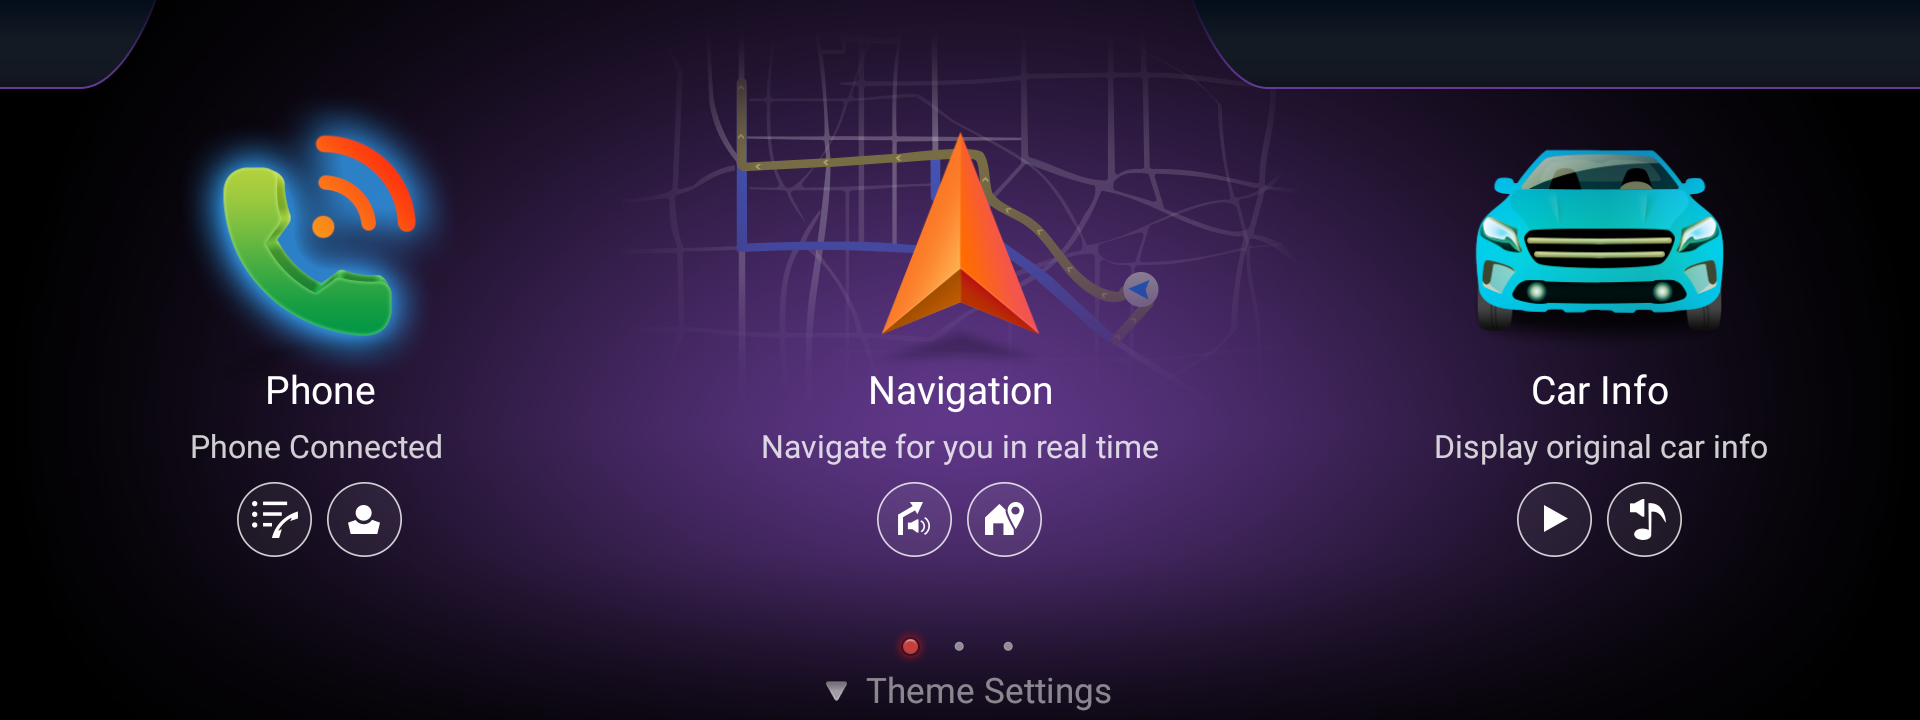 Phone
Navigation
Car Info
Phone Connected
Navigate for you in real time
Display original car info
Theme Settings